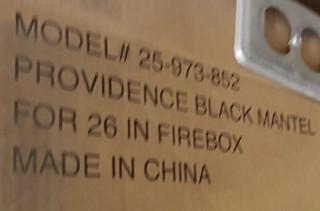 MODEL# 25-973-852
PROVIDENCE BLACK MANTEL
FOR 26 IN FIREBOX
MADE IN CHINA